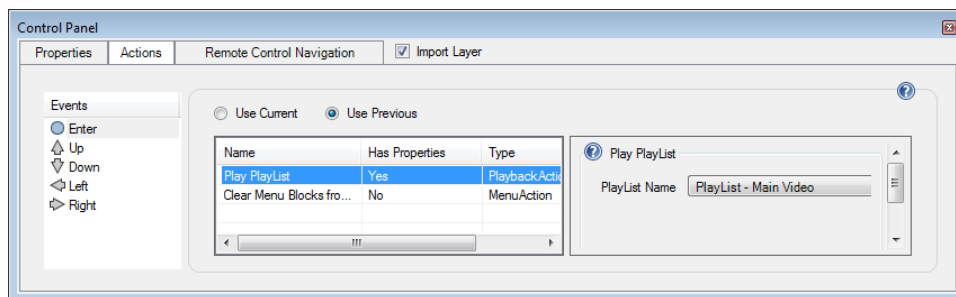 Control Panel
Properties Actions Remote Control Navigation Import Layer
Events
Enter
Up
Down
Left
Right
Use Current Use Previous
Name Has Properties Type
Play PlayList Yes PlaybackActio
Clear Menu Blocks fro... No MenuAction
Play PlayList
PlayList Name PlayList - Main Video